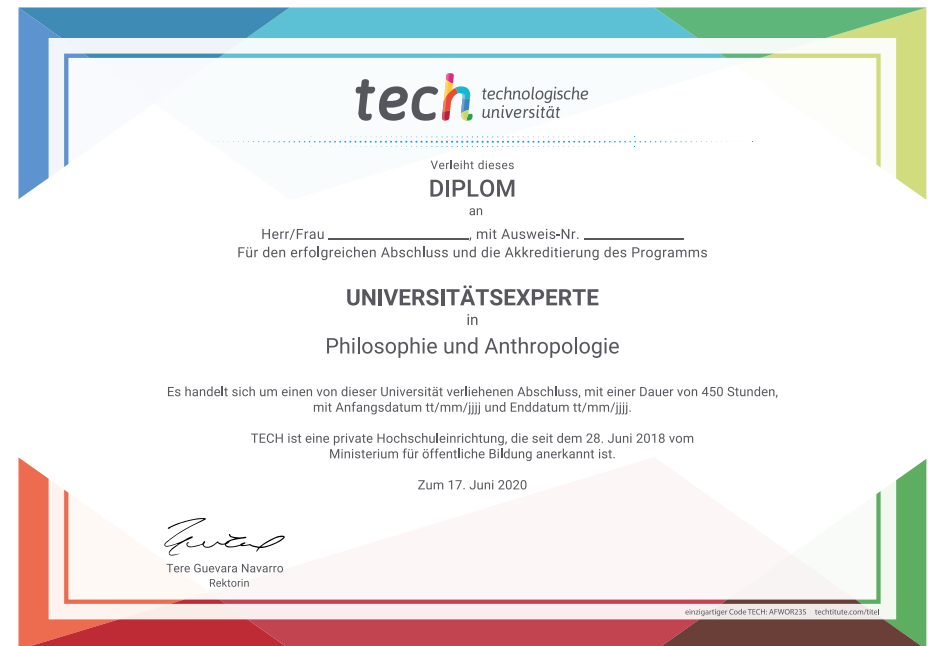 tech technologische
universität
Verleiht dieses
DIPLOM
an
Herr/Frau ____________, mit Ausweis-Nr. ____________
Für den erfolgreichen Abschluss und die Akkreditierung des Programms
UNIVERSITÄTSEXPERTE
in
Philosophie und Anthropologie
Es handelt sich um einen von dieser Universität verliehenen Abschluss, mit einer Dauer von 450 Stunden,
mit Anfangsdatum tt/mm/jjjj und Enddatum tt/mm/jjjj.
TECH ist eine private Hochschuleinrichtung, die seit dem 28. Juni 2018 vom
Ministerium für öffentliche Bildung anerkannt ist.
Zum 17. Juni 2020
Tere Guevara Navarro
Rektorin
einzigartiger Code TECH: AFWOR23S techtitute.com/titel